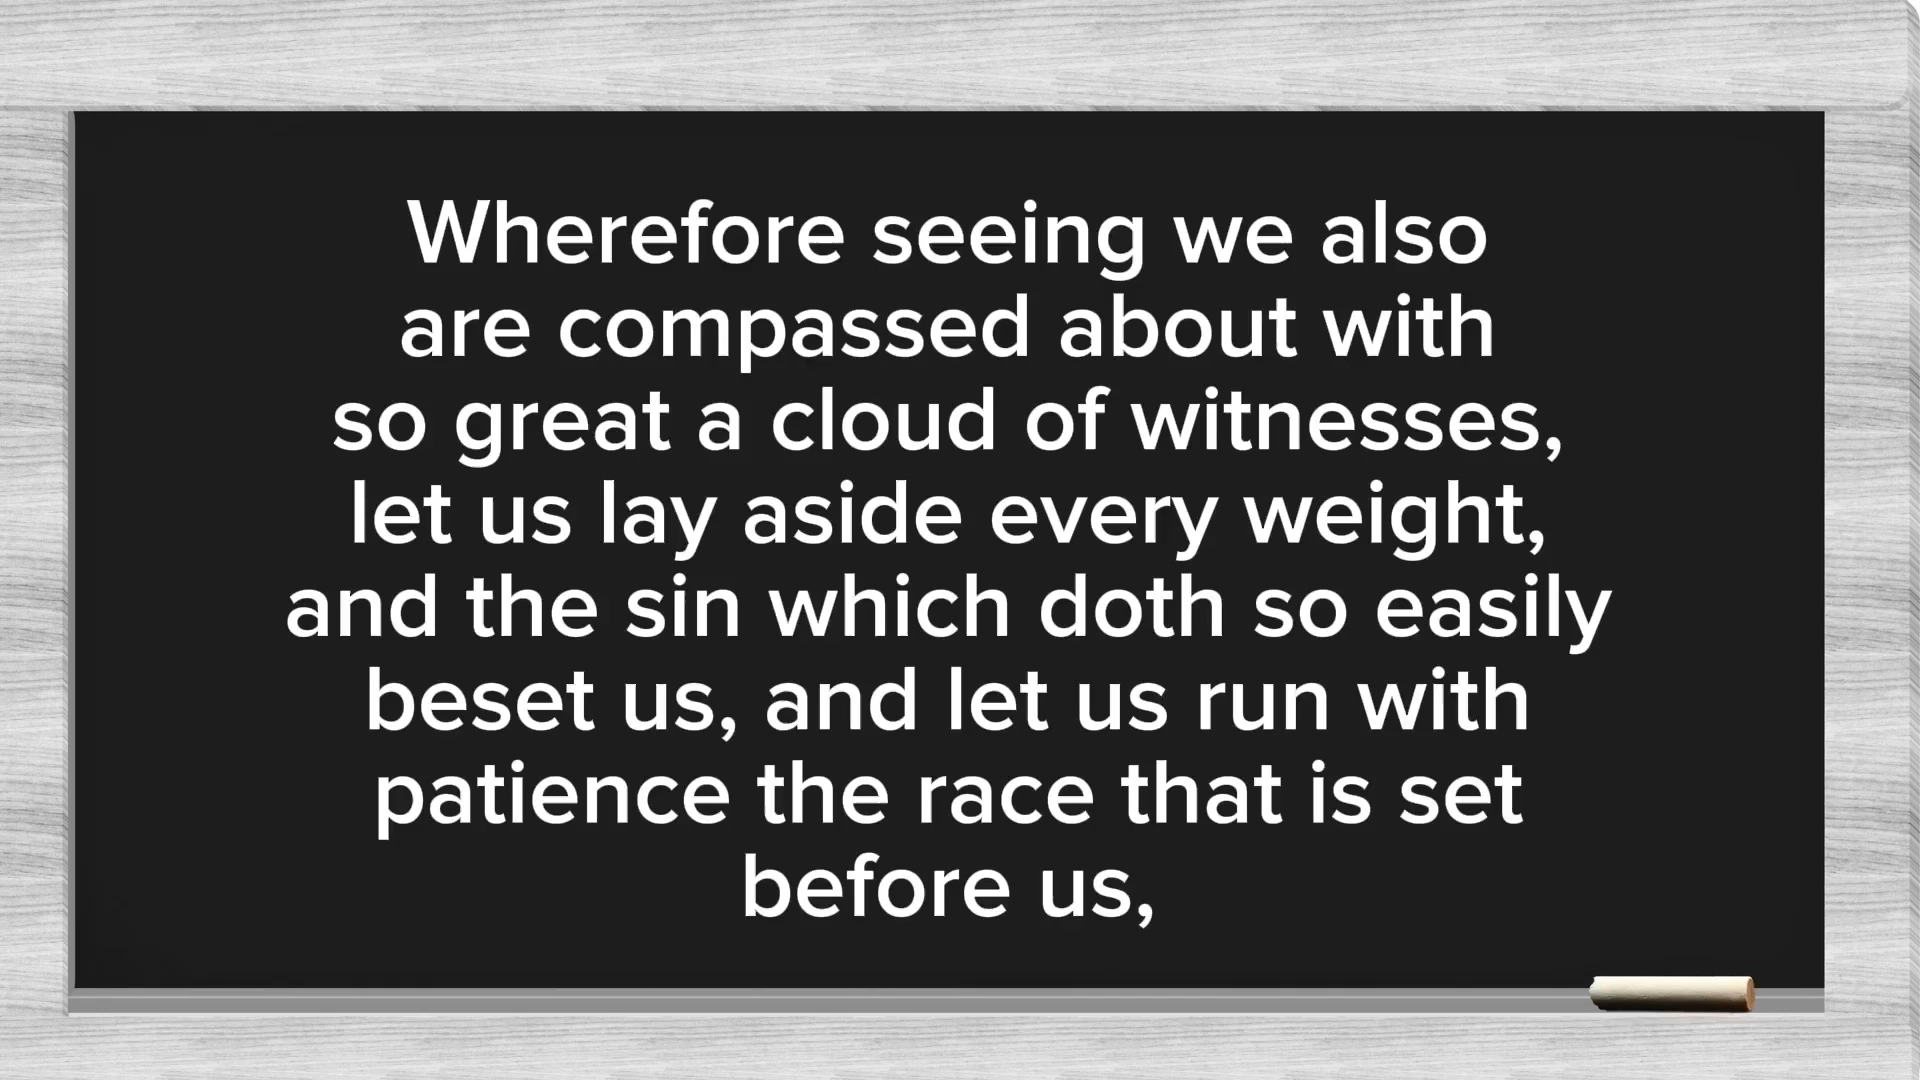 Wherefore seeing we also
are compassed about with
so great a cloud of witnesses,
let us lay aside every weight,
and the sin which doth so easily
beset us, and let us run with
patience the race that is set
before us,